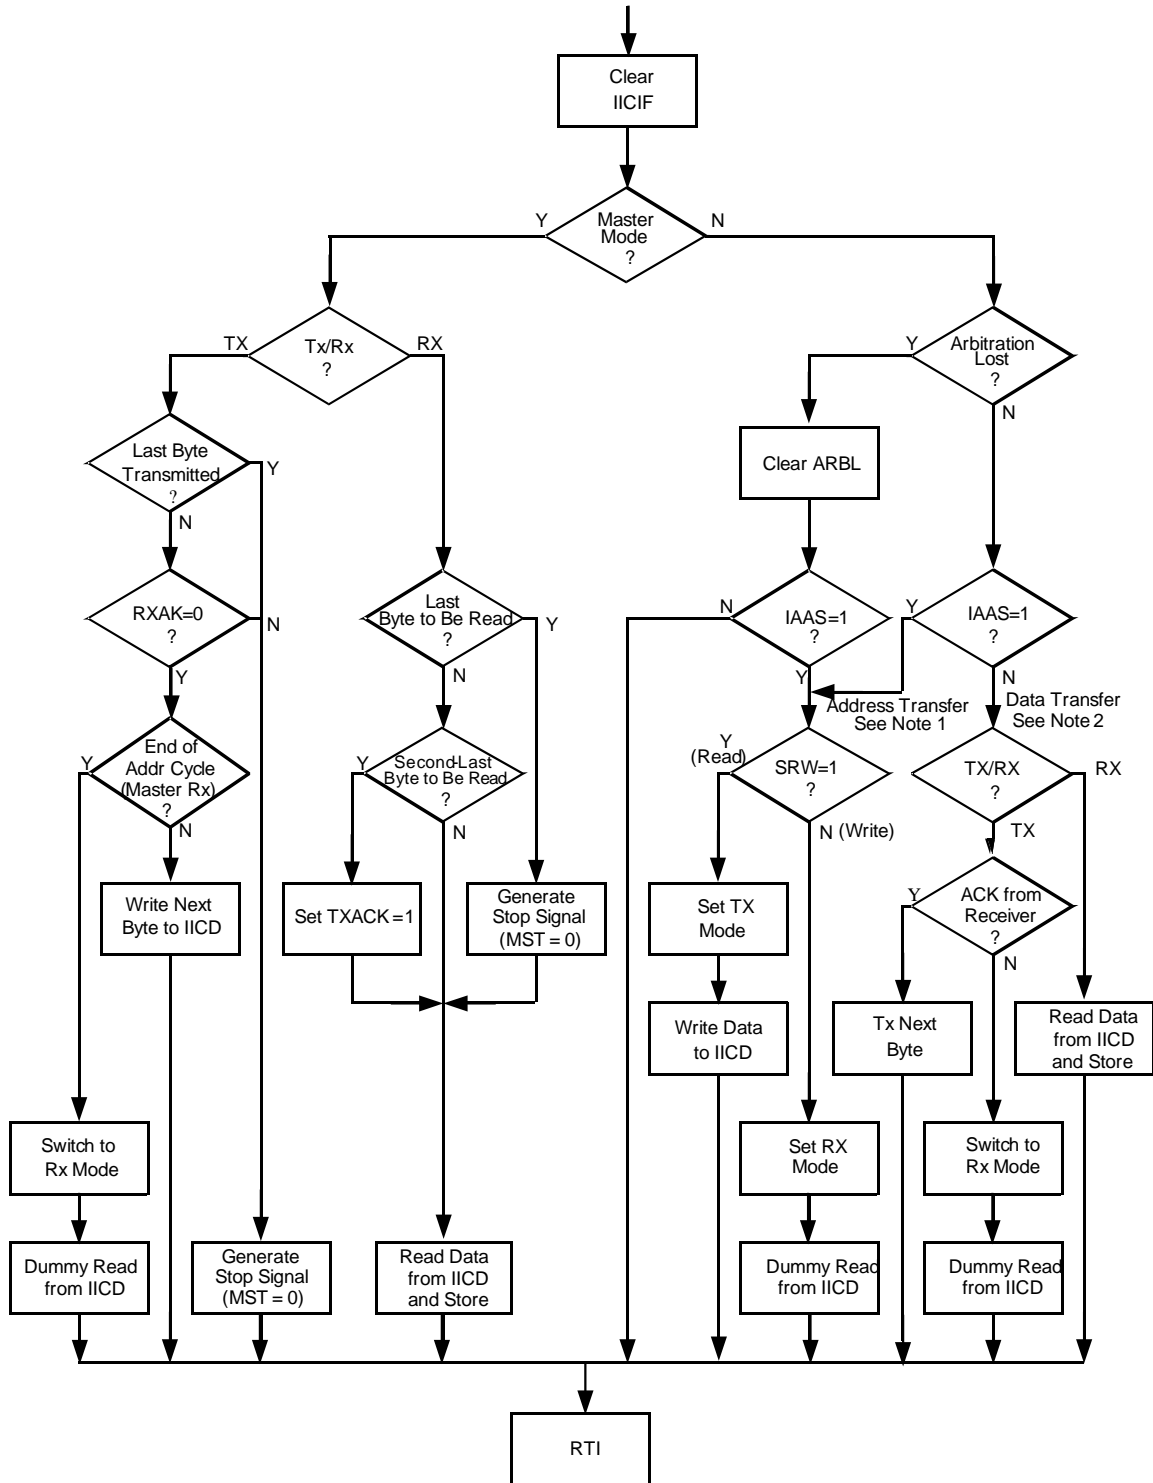 Clear
IICIF
Master
Mode
?
Y
N
Tx/Rx
?
TX
RX
Arbitration
Lost
?
Y
N
Last Byte
Transmitted
?
Y
N
Clear ARBL
RXAK=0
?
N
Y
Last
Byte to Be Read
?
Y
N
IAAS=1
?
N
Y
IAAS=1
?
Y
N
Address Transfer
See Note 1
Data Transfer
See Note 2
End of
Addr Cycle
(Master Rx)
?
Y
N
Second-Last
Byte to Be Read
?
Y
N
Y
(Read)
SRW=1
?
N (Write)
TX/RX
?
RX
TX
Write Next
Byte to IICD
Set TXACK =1
Generate
Stop Signal
(MST = 0)
Set TX
Mode
Y
ACK from
Receiver
?
N
Write Data
to IICD
Tx Next
Byte
Read Data
from IICD
and Store
Switch to
Rx Mode
Set RX
Mode
Switch to
Rx Mode
Dummy Read
from IICD
Generate
Stop Signal
(MST = 0)
Read Data
from IICD
and Store
Dummy Read
from IICD
Dummy Read
from IICD
RTI